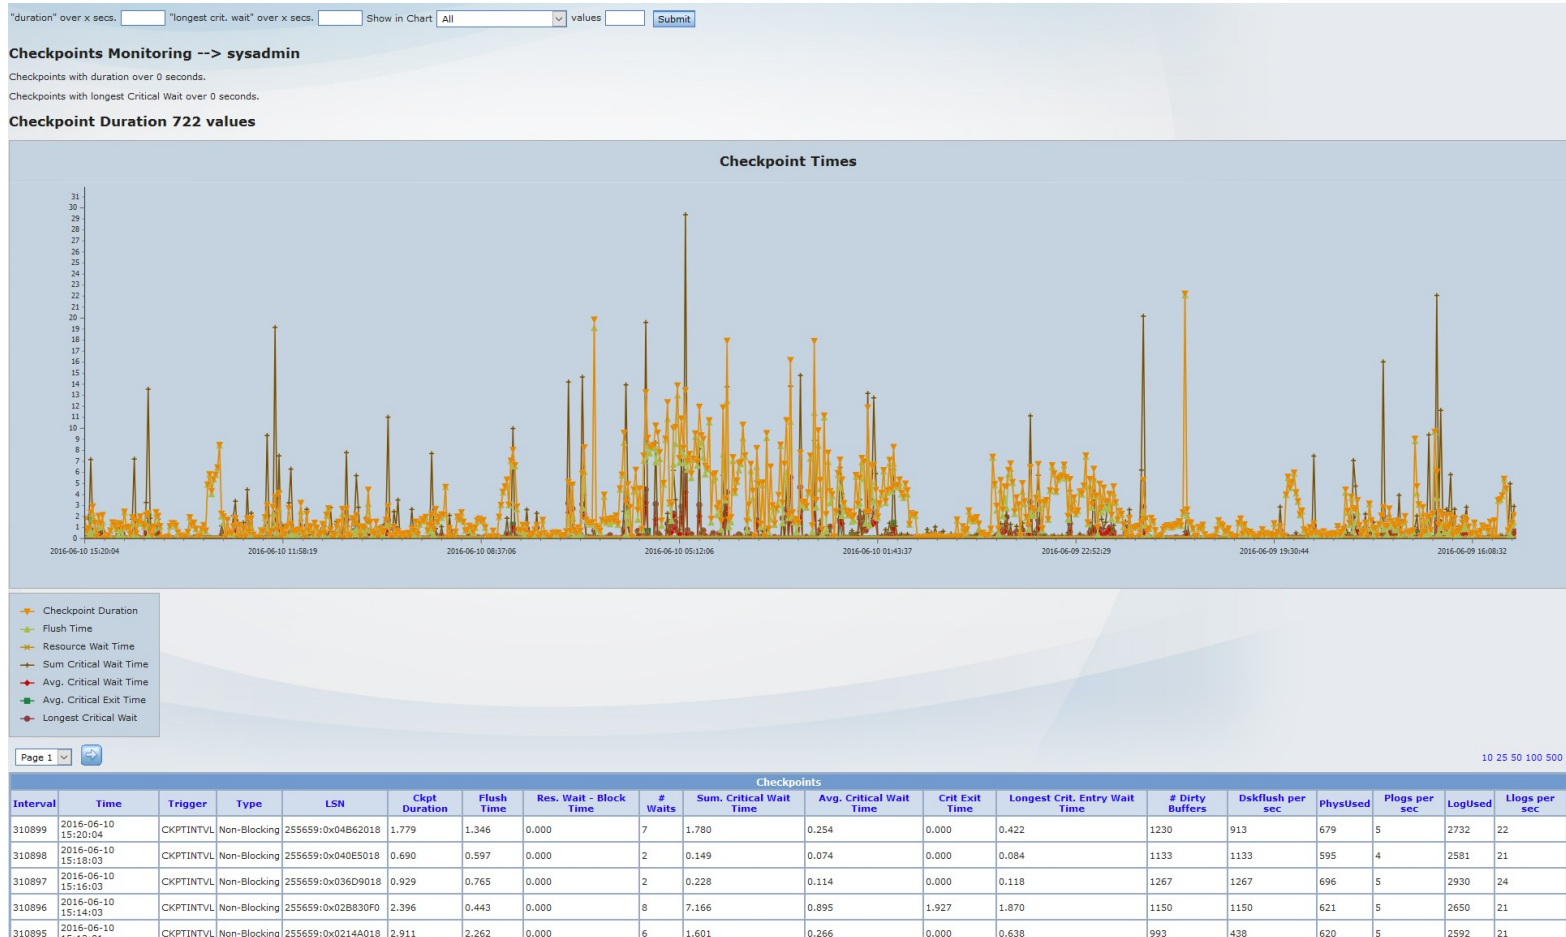 "duration" over x secs. "longest crit. wait" over x secs. Show in Chart All values Submit
Checkpoints Monitoring --> sysadmin
Checkpoints with duration over 0 seconds.
Checkpoints with longest Critical Wait over 0 seconds.
Checkpoint Duration 722 values
Checkpoint Times
31
30
29
28
27
26
25
24
23
22
21
20
19
18
17
16
15
14
13
12
11
10
9
8
7
6
5
4
3
2
1
0
2016-06-10 15:20:04 2016-06-10 11:58:19 2016-06-10 08:37:06 2016-06-10 05:12:06 2016-06-10 01:43:37 2016-06-09 22:52:29 2016-06-09 19:30:44 2016-06-09 16:08:32
Checkpoint Duration
Flush Time
Resource Wait Time
Sum Critical Wait Time
Avg. Critical Wait Time
Avg. Critical Exit Time
Longest Critical Wait
Page 1
10 25 50 100 500
Checkpoints
Interval Time Trigger Type LSN Ckpt Duration Flush Time Res. Wait - Block Time # Waits Sum. Critical Wait Time Avg. Critical Wait Time Crit Exit Time Longest Crit. Entry Wait Time # Dirty Buffers Dskflush per sec PhysUsed Plogs per sec LogUsed Llogs per sec
310899 2016-06-10 15:20:04 CKPTINTVL Non-Blocking 255659:0x04B62018 1.779 1.346 0.000 7 1.780 0.254 0.000 0.422 1230 913 679 5 2732 22
310898 2016-06-10 15:18:03 CKPTINTVL Non-Blocking 255659:0x040E5018 0.690 0.597 0.000 2 0.149 0.074 0.000 0.084 1133 1133 595 4 2581 21
310897 2016-06-10 15:16:03 CKPTINTVL Non-Blocking 255659:0x036D9018 0.929 0.765 0.000 2 0.228 0.114 0.000 0.118 1267 1267 696 5 2930 24
310896 2016-06-10 15:14:03 CKPTINTVL Non-Blocking 255659:0x02B830F0 2.396 0.443 0.000 8 7.166 0.895 1.927 1.870 1150 1150 621 5 2650 21
310895 2016-06-10 CKPTINTVL Non-Blocking 255659:0x0214A018 2.911 2.262 0.000 6 1.601 0.266 0.000 0.638 993 438 620 5 2592 21